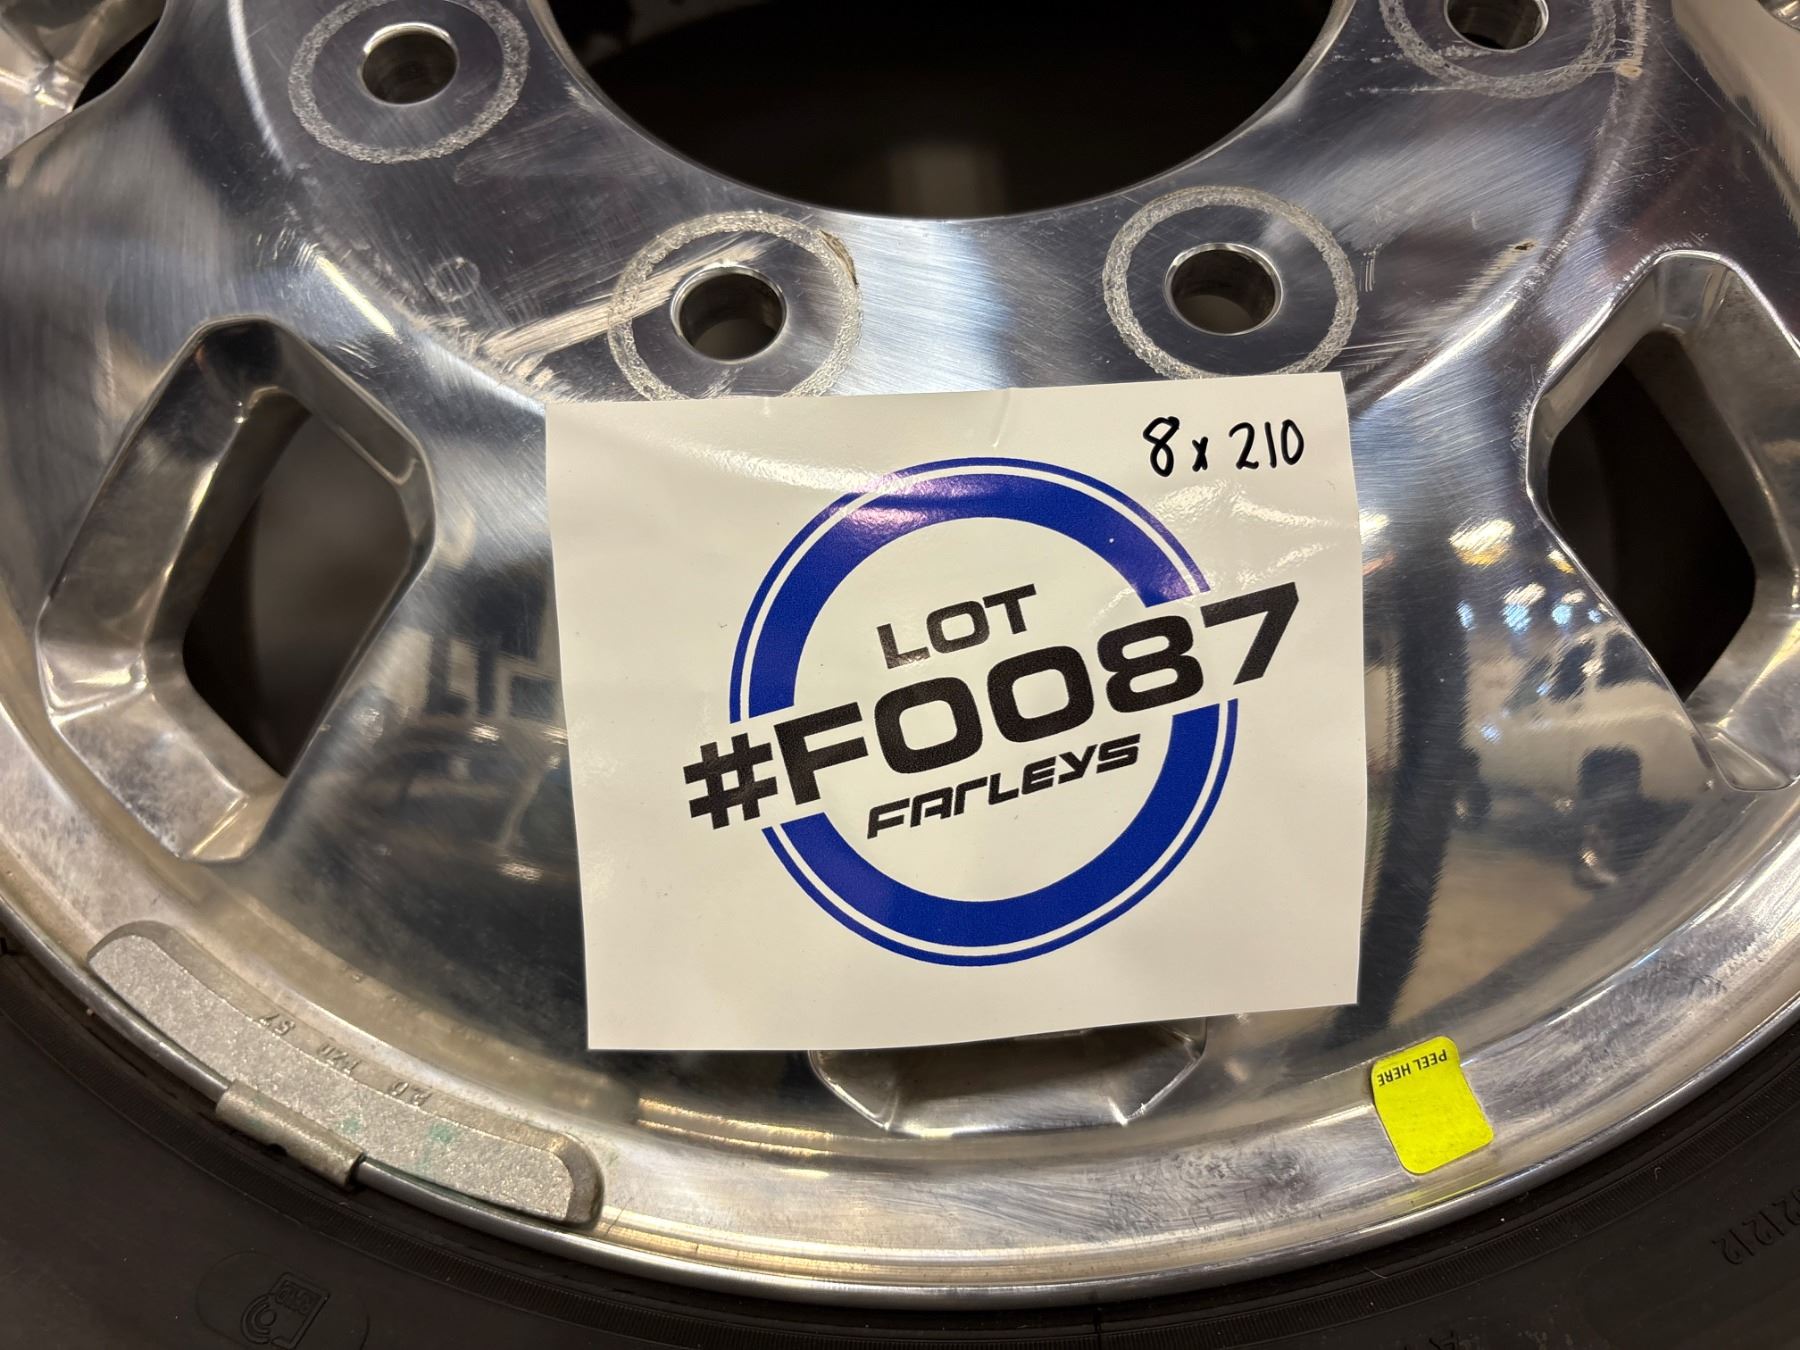 8 x 210
LOT
#F0087
FARLEYS
PEEL HERE